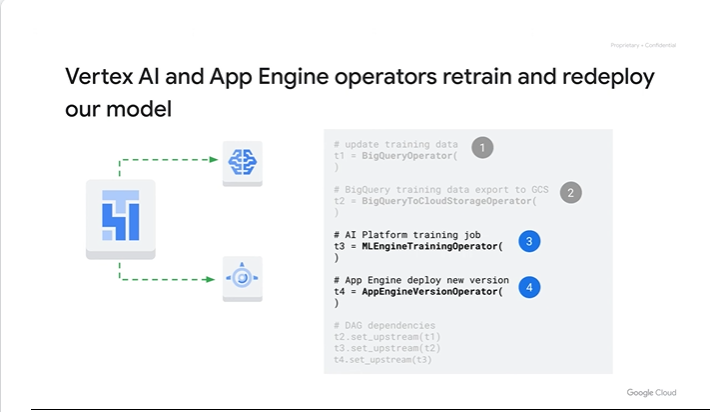 Proprietary + Confidential
Vertex AI and App Engine operators retrain and redeploy
our model
# update training data
t1 = BigQueryOperator(
)
1
# BigQuery training data export to GCS
t2 = BigQueryToCloudStorageOperator(
)
2
# AI Platform training job
t3 = MLEngineTrainingOperator(
)
3
# App Engine deploy new version
t4 = AppEngineVersionOperator(
)
4
# DAG dependencies
t2.set_upstream(t1)
t3.set_upstream(t2)
t4.set_upstream(t3)
Google Cloud